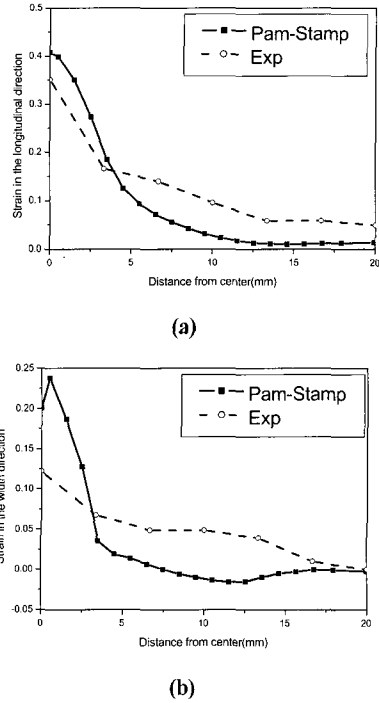 0.5
0.4
0.3
0.2
0.1
0.0
Strain in the longitudinal direction
Pam-Stamp
Exp
0 5 10 15 20
Distance from center(mm)
(a)
0.25
0.20
0.15
0.10
0.05
0.00
-0.05
Strain in the width direction
Pam-Stamp
Exp
0 5 10 15 20
Distance from center(mm)
(b)